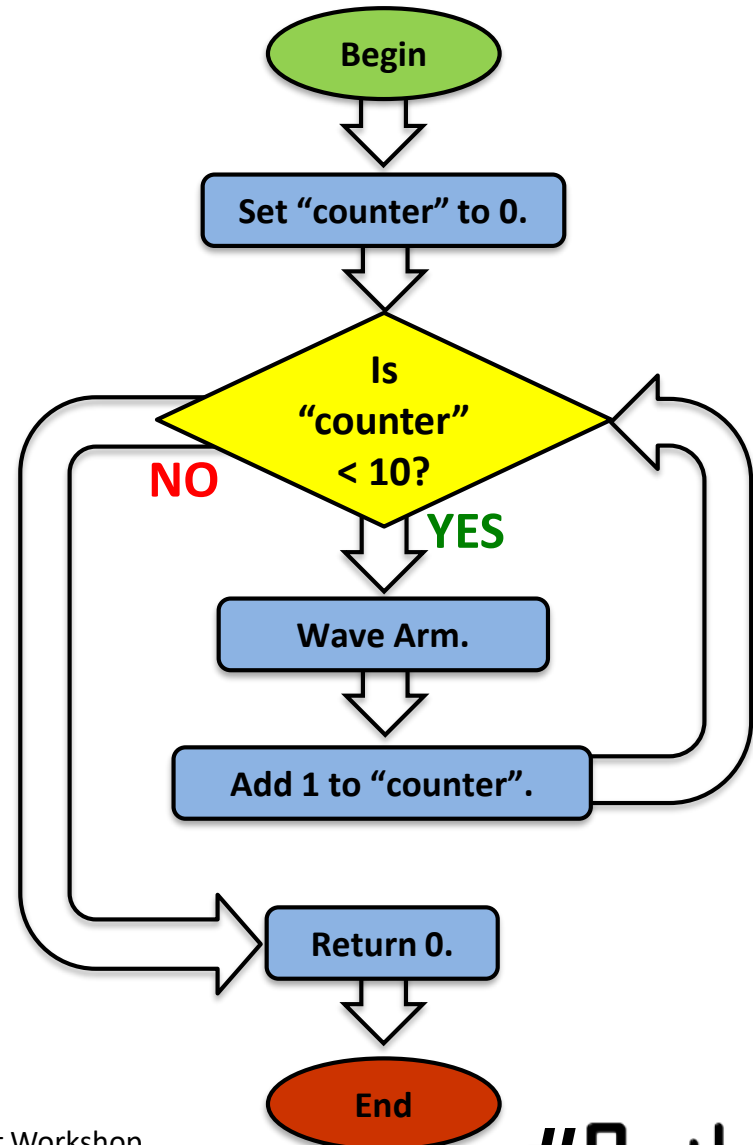 Begin
Set “counter” to 0.
Is
“counter”
< 10?
NO
YES
Wave Arm.
Add 1 to “counter”.
Return 0.
End
Workshop